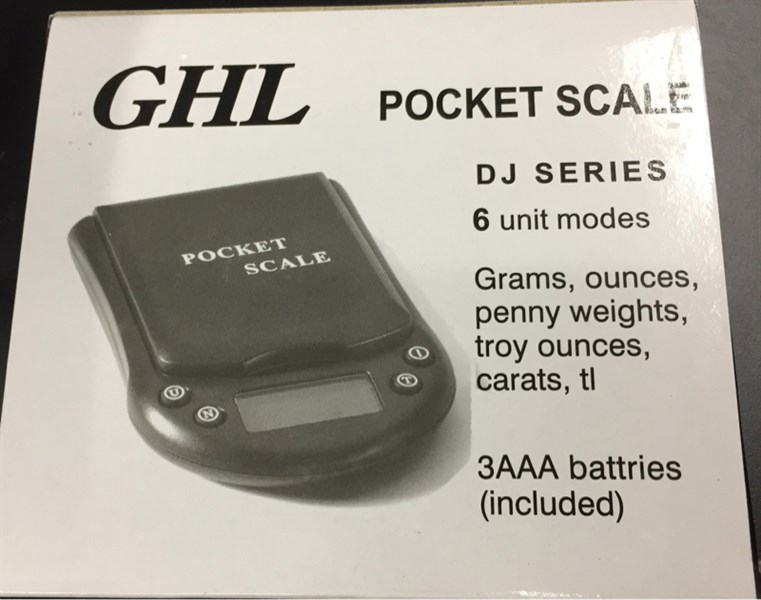 GHL
POCKET SCALE
DJ SERIES
6 unit modes
Grams, ounces,
penny weights,
troy ounces,
carats, tl
3AAA battries
(included)
POCKET
SCALE
U
N
I
T